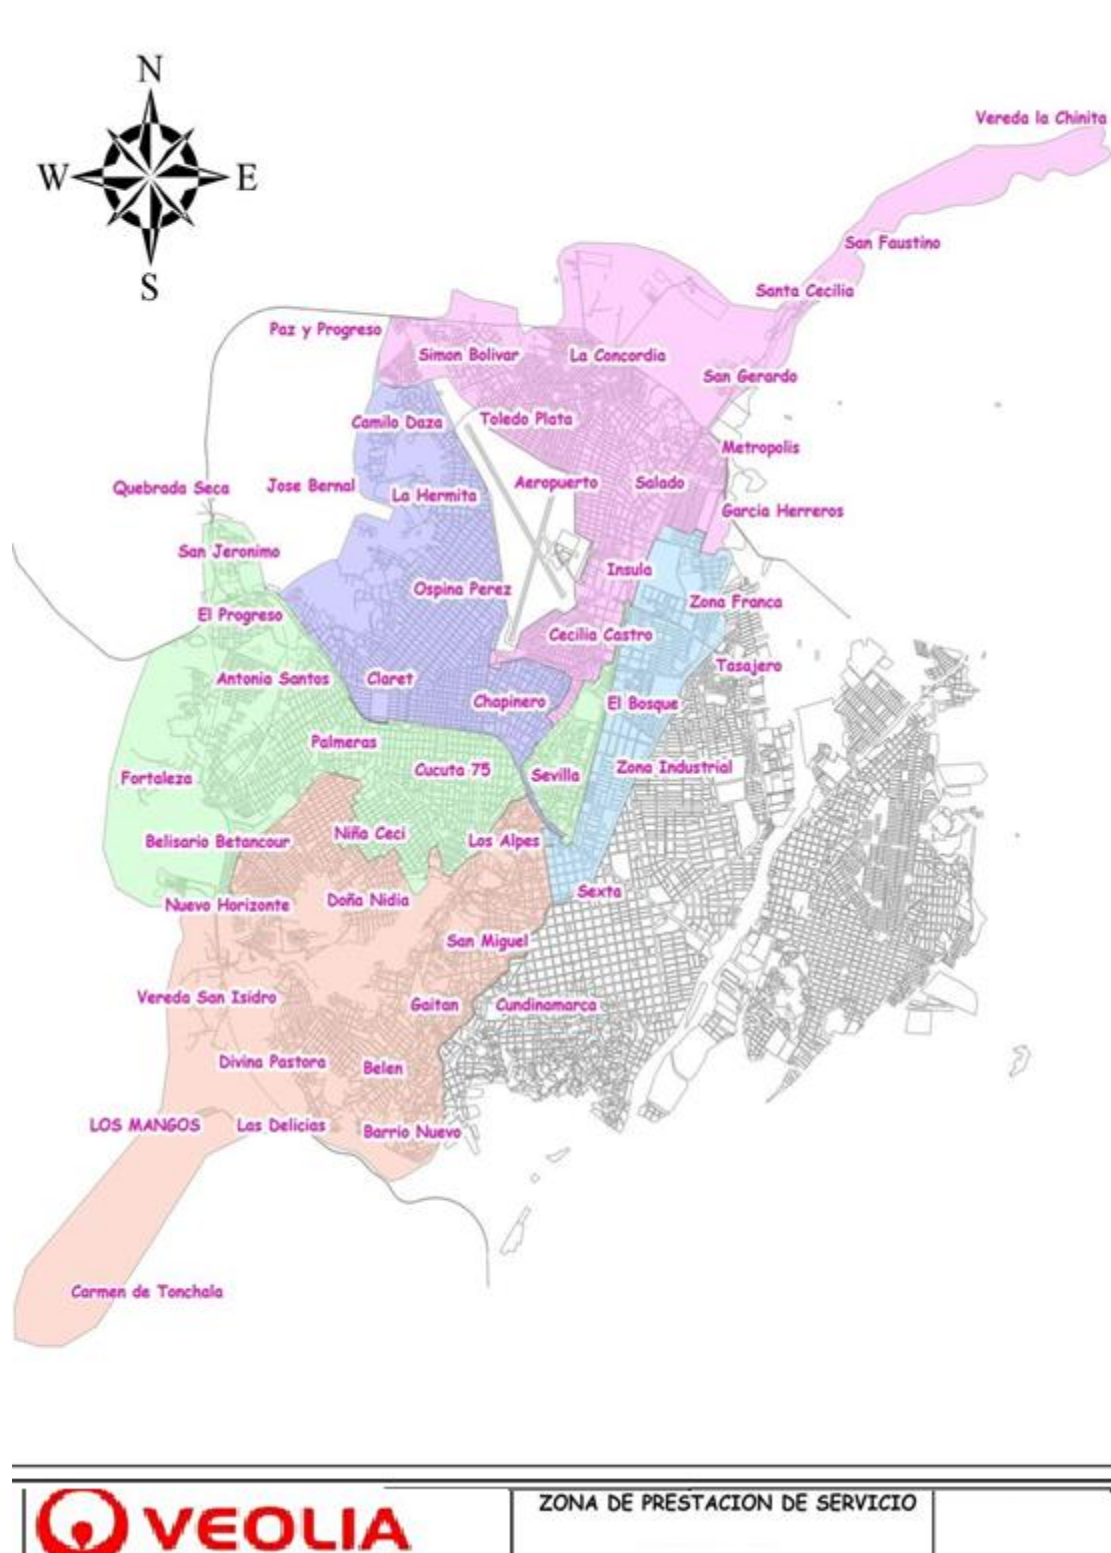 N
Vereda la Chinita
W E
San Faustino
S
Santa Cecilia
Paz y Progreso
Simon Bolivar
La Concordia
San Gerardo
Camilo Daza
Toledo Plata
Metropolis
Quebrada Seca
Jose Bernal
La Hermita
Aeropuerto
Salado
Garcia Herreros
San Jeronimo
Insula
Ospina Perez
Zona Franca
El Progreso
Cecilia Castro
Tasajero
Antonia Santos
Claret
Chapinero
El Bosque
Palmeras
Cucuta 75
Sevilla
Zona Industrial
Fortaleza
Belisario Betancour
Niña Ceci
Los Alpes
Nuevo Horizonte
Doña Nidia
Sexta
San Miguel
Vereda San Isidro
Gaitan
Cundinamarca
Divina Pastora
Belen
LOS MANGOS
Las Delicias
Barrio Nuevo
Carmen de Tonchala
VEOLIA
ZONA DE PRESTACION DE SERVICIO